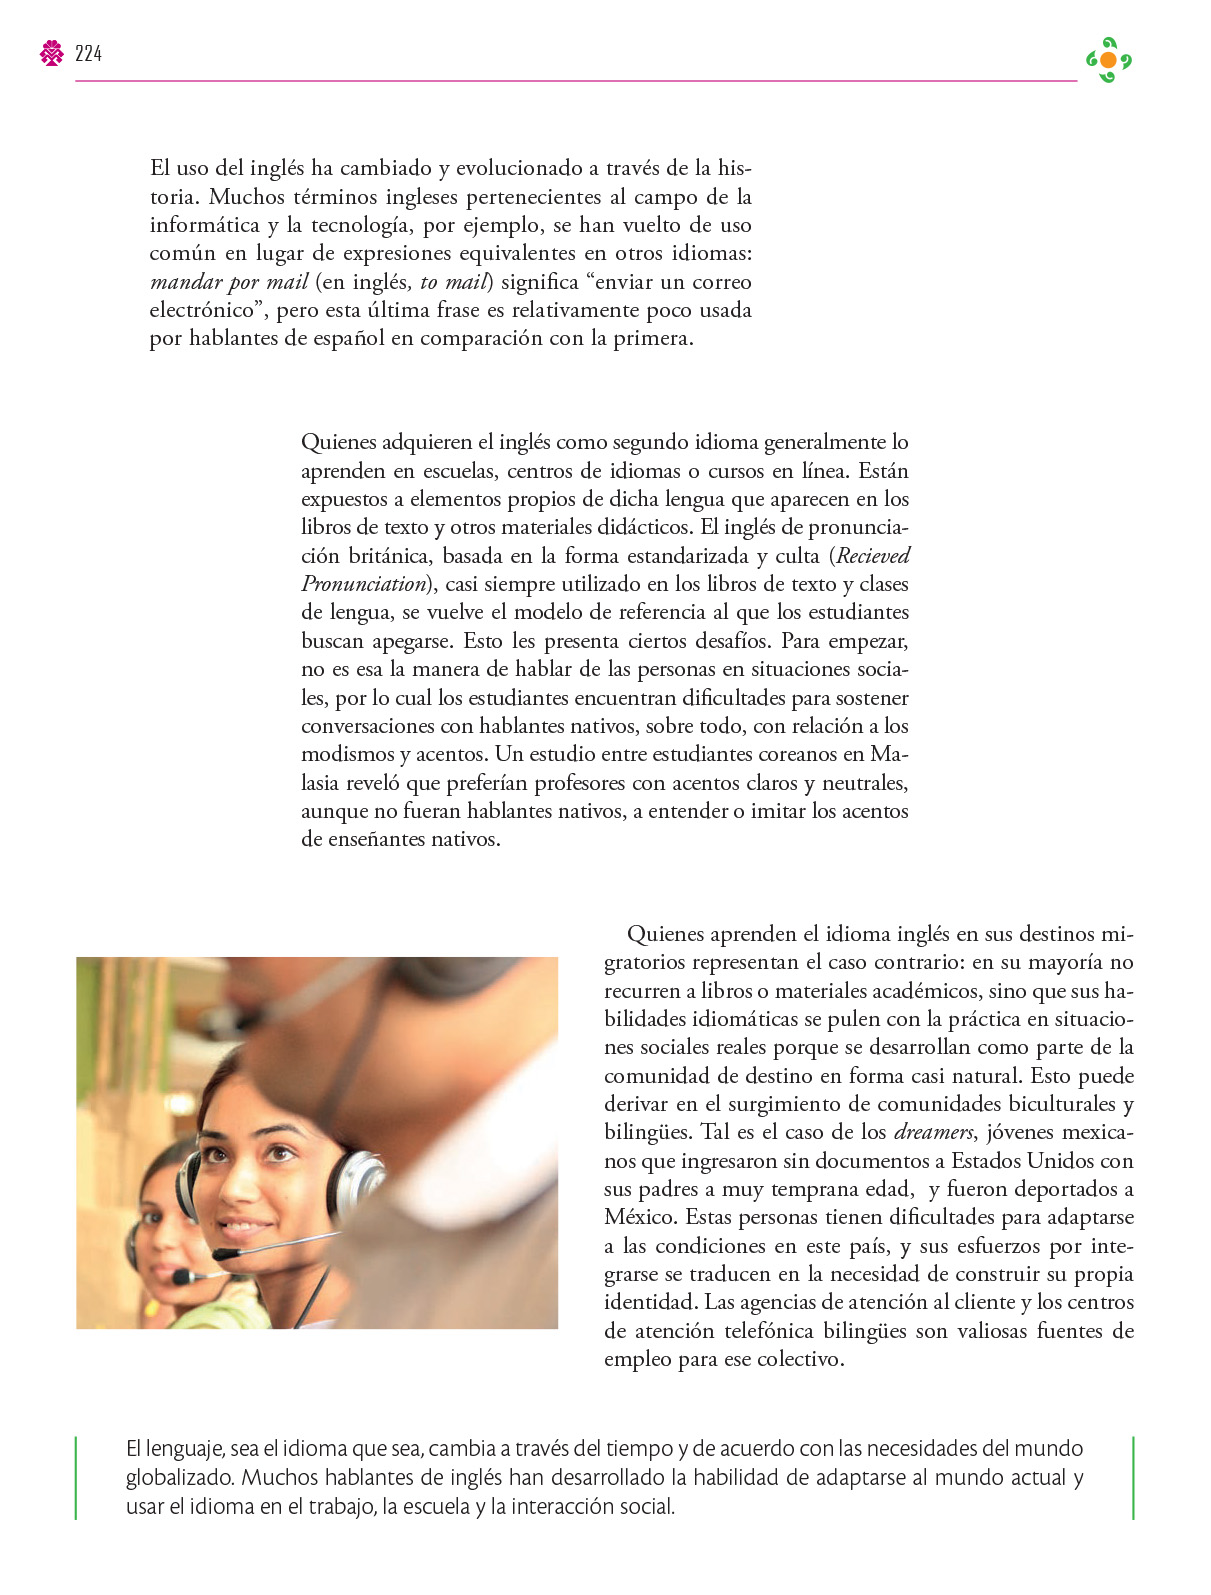 224
El uso del inglés ha cambiado y evolucionado a través de la his-
toria. Muchos términos ingleses pertenecientes al campo de la
informática y la tecnología, por ejemplo, se han vuelto de uso
común en lugar de expresiones equivalentes en otros idiomas:
mandar por mail (en inglés, to mail) significa “enviar un correo
electrónico”, pero esta última frase es relativamente poco usada
por hablantes de español en comparación con la primera.
Quienes adquieren el inglés como segundo idioma generalmente lo
aprenden en escuelas, centros de idiomas o cursos en línea. Están
expuestos a elementos propios de dicha lengua que aparecen en los
libros de texto y otros materiales didácticos. El inglés de pronuncia-
ción británica, basada en la forma estandarizada y culta (Recieved
Pronunciation), casi siempre utilizado en los libros de texto y clases
de lengua, se vuelve el modelo de referencia al que los estudiantes
buscan apegarse. Esto les presenta ciertos desafíos. Para empezar,
no es esa la manera de hablar de las personas en situaciones socia-
les, por lo cual los estudiantes encuentran dificultades para sostener
conversaciones con hablantes nativos, sobre todo, con relación a los
modismos y acentos. Un estudio entre estudiantes coreanos en Ma-
lasia reveló que preferían profesores con acentos claros y neutrales,
aunque no fueran hablantes nativos, a entender o imitar los acentos
de enseñantes nativos.
Quienes aprenden el idioma inglés en sus destinos mi-
gratorios representan el caso contrario: en su mayoría no
recurren a libros o materiales académicos, sino que sus ha-
bilidades idiomáticas se pulen con la práctica en situacio-
nes sociales reales porque se desarrollan como parte de la
comunidad de destino en forma casi natural. Esto puede
derivar en el surgimiento de comunidades biculturales y
bilingües. Tal es el caso de los dreamers, jóvenes mexica-
nos que ingresaron sin documentos a Estados Unidos con
sus padres a muy temprana edad,  y fueron deportados a
México. Estas personas tienen dificultades para adaptarse
a las condiciones en este país, y sus esfuerzos por inte-
grarse se traducen en la necesidad de construir su propia
identidad. Las agencias de atención al cliente y los centros
de atención telefónica bilingües son valiosas fuentes de
empleo para ese colectivo.
El lenguaje, sea el idioma que sea, cambia a través del tiempo y de acuerdo con las necesidades del mundo
globalizado. Muchos hablantes de inglés han desarrollado la habilidad de adaptarse al mundo actual y
usar el idioma en el trabajo, la escuela y la interacción social.